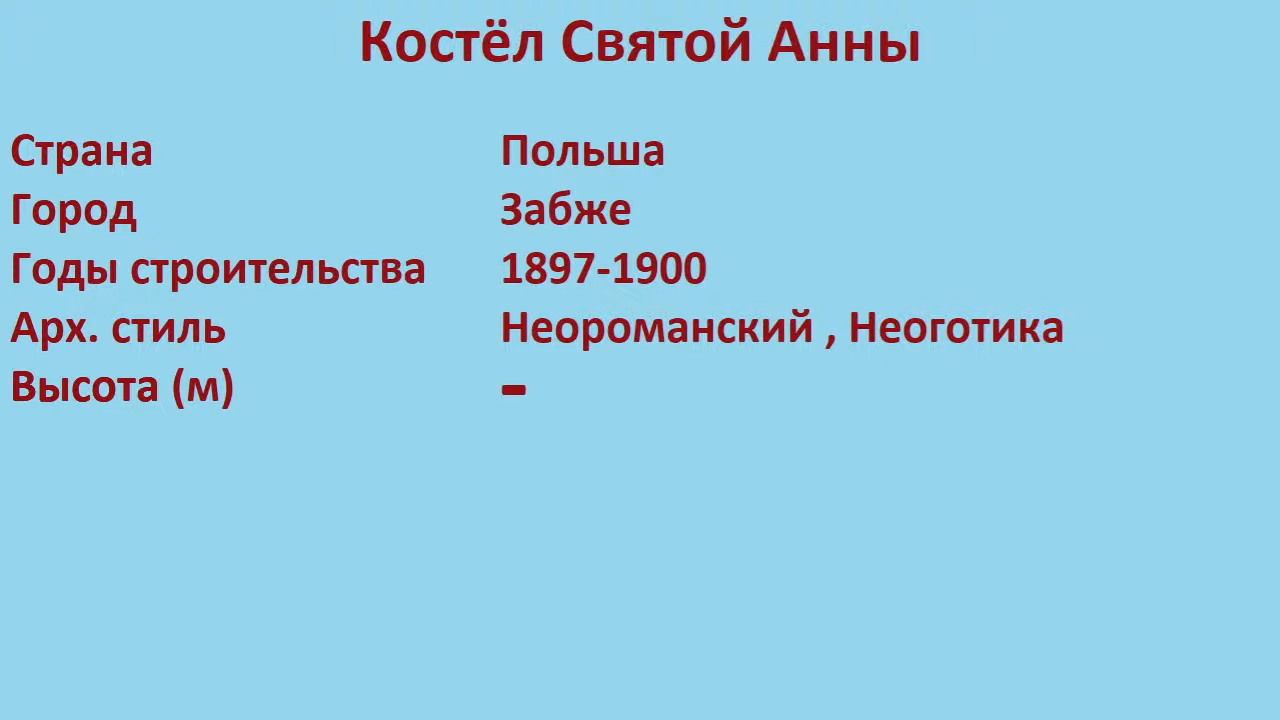 Костёл Святой Анны
Страна Польша
Город Забже
Годы строительства 1897-1900
Арх. стиль Неороманский , Неоготика
Высота (м) -